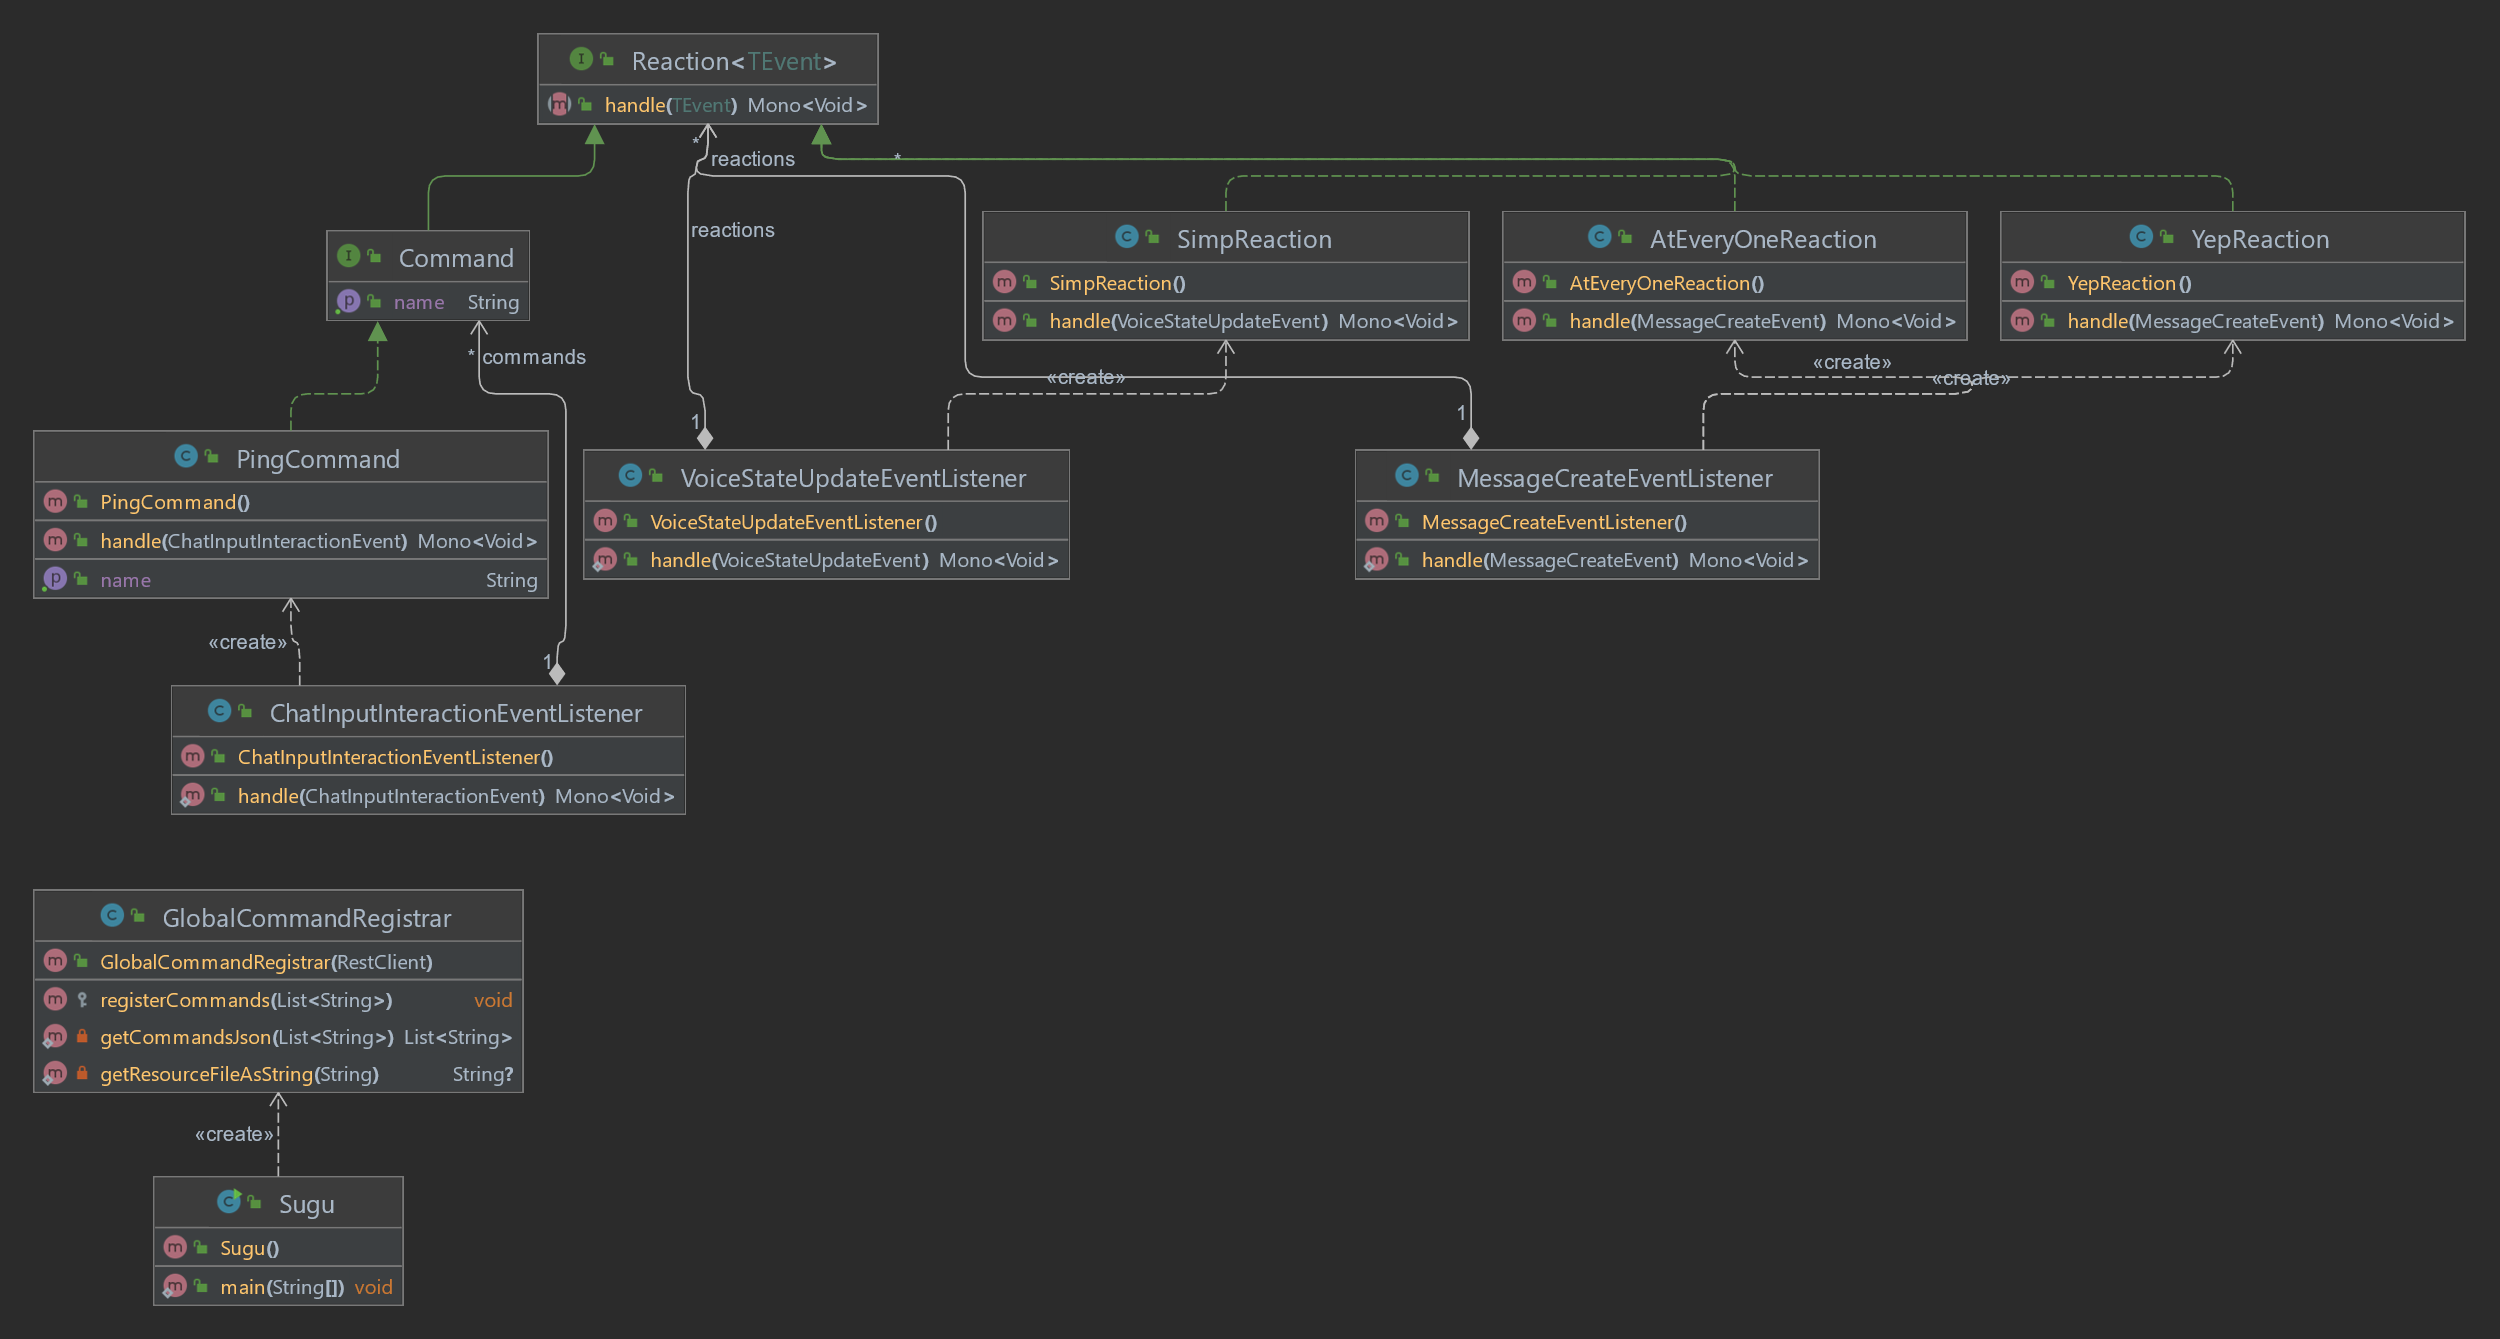 Reaction<TEvent>
handle(TEvent) Mono<Void>
*
reactions
*
reactions
Command
name String
* commands
SimpReaction
SimpReaction()
handle(VoiceStateUpdateEvent) Mono<Void>
AtEveryOneReaction
AtEveryOneReaction()
handle(MessageCreateEvent) Mono<Void>
YepReaction
YepReaction()
handle(MessageCreateEvent) Mono<Void>
«create»
«create»
«create»
1
1
PingCommand
PingCommand()
handle(ChatInputInteractionEvent) Mono<Void>
name String
VoiceStateUpdateEventListener
VoiceStateUpdateEventListener()
handle(VoiceStateUpdateEvent) Mono<Void>
MessageCreateEventListener
MessageCreateEventListener()
handle(MessageCreateEvent) Mono<Void>
«create»
1
ChatInputInteractionEventListener
ChatInputInteractionEventListener()
handle(ChatInputInteractionEvent) Mono<Void>
GlobalCommandRegistrar
GlobalCommandRegistrar(RestClient)
registerCommands(List<String>) void
getCommandsJson(List<String>) List<String>
getResourceFileAsString(String) String?
«create»
Sugu
Sugu()
main(String[]) void